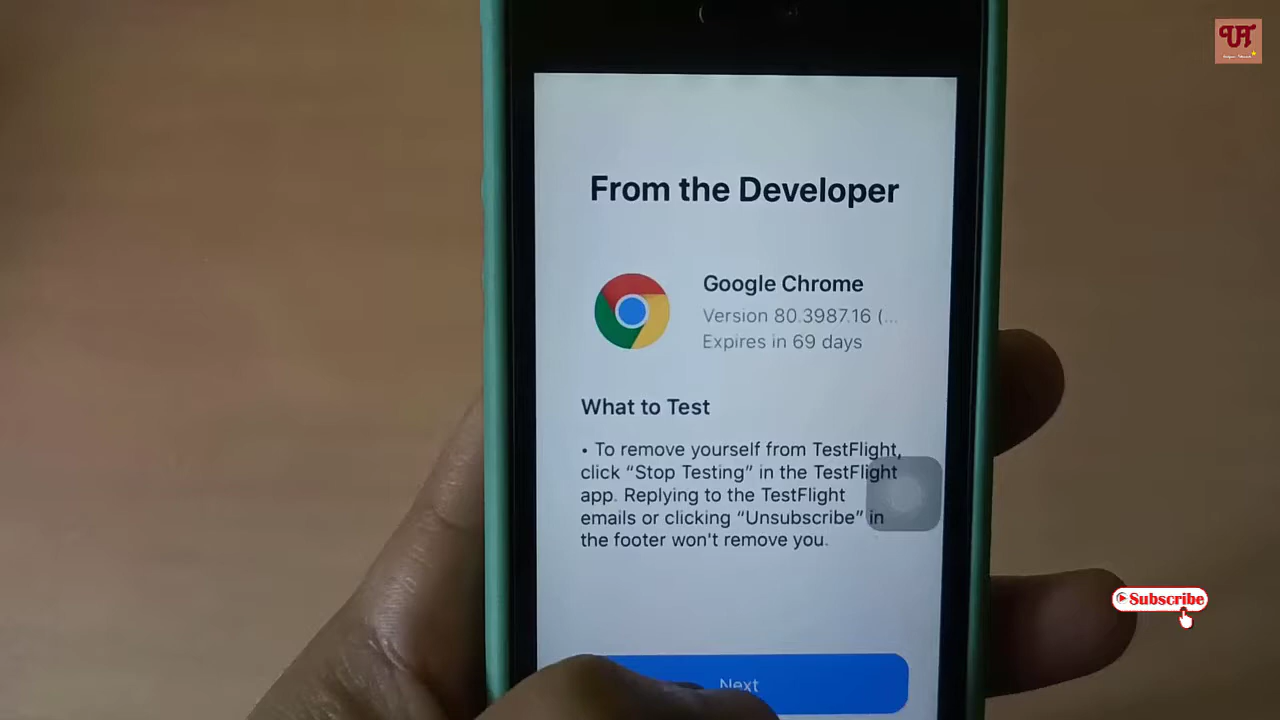 From the Developer
Google Chrome
Version 80.3987.16 (...
Expires in 69 days
What to Test
• To remove yourself from TestFlight,
click “Stop Testing” in the TestFlight
app. Replying to the TestFlight
emails or clicking “Unsubscribe” in
the footer won't remove you.
Subscribe
Next